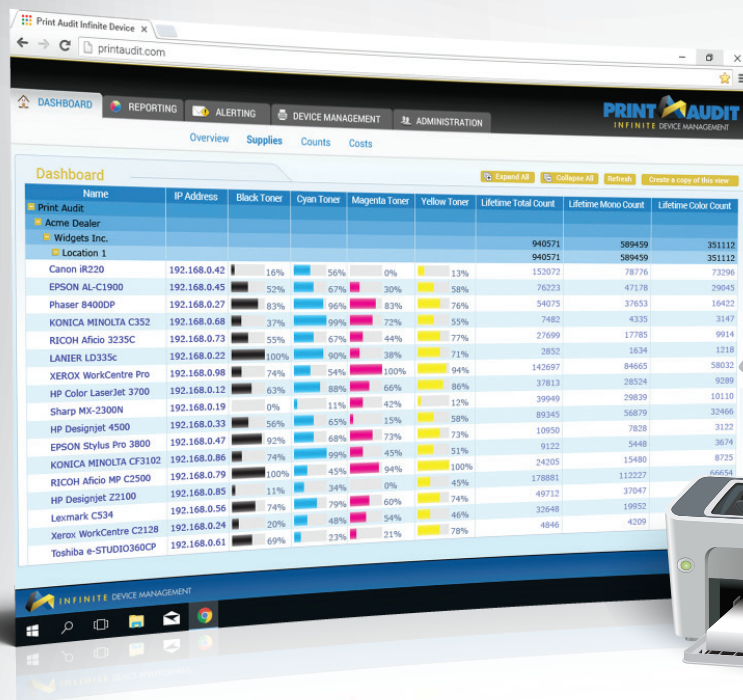 Print Audit Infinite Device
printaudit.com
DASHBOARD REPORTING ALERTING DEVICE MANAGEMENT ADMINISTRATION
PRINT AUDIT
INFINITE DEVICE MANAGEMENT
Overview Supplies Counts Costs
Dashboard
Expand All Collapse All Refresh Create a copy of this view
Name IP Address Black Toner Cyan Toner Magenta Toner Yellow Toner Lifetime Total Count Lifetime Mono Count Lifetime Color Count
Print Audit
Acme Dealer
Widgets Inc. 940571 589459 351112
Location 1 940571 589459 351112
Canon iR220 192.168.0.42 16% 56% 0% 13% 152072 78776 73296
EPSON AL-C1900 192.168.0.45 52% 67% 30% 58% 76223 47178 29045
Phaser 8400DP 192.168.0.27 83% 96% 83% 76% 54075 37653 16422
KONICA MINOLTA C352 192.168.0.68 37% 99% 72% 55% 7482 4335 3147
RICOH Aficio 3235C 192.168.0.73 55% 67% 44% 77% 27699 17785 9914
LANIER LD335c 192.168.0.22 100% 90% 38% 71% 2852 1634 1218
XEROX WorkCentre Pro 192.168.0.98 74% 54% 100% 94% 142697 84665 58032
HP Color LaserJet 3700 192.168.0.12 63% 88% 66% 86% 37813 28524 9289
Sharp MX-2300N 192.168.0.19 0% 11% 42% 12% 39949 29839 10110
HP Designjet 4500 192.168.0.33 56% 65% 15% 58% 89345 56879 32466
EPSON Stylus Pro 3800 192.168.0.47 92% 68% 73% 73% 10950 7828 3122
KONICA MINOLTA CF3102 192.168.0.86 74% 99% 45% 51% 9122 5448 3674
RICOH Aficio MP C2500 192.168.0.79 100% 45% 94% 100% 24205 15480 8725
HP Designjet Z2100 192.168.0.85 11% 34% 0% 45% 178881 112227 66654
Lexmark C534 192.168.0.56 74% 79% 60% 74% 49712 37047
Xerox WorkCentre C2128 192.168.0.24 20% 48% 54% 46% 32648 19952
Toshiba e-STUDIO360CP 192.168.0.61 69% 23% 21% 78% 4846 4209
INFINITE DEVICE MANAGEMENT